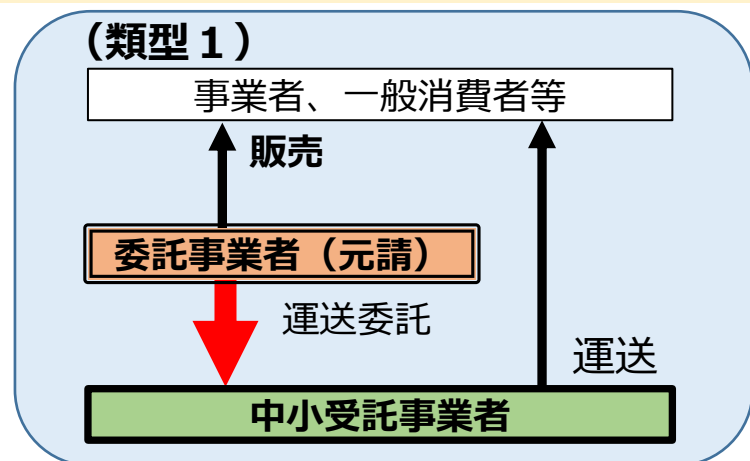 （類型１）
事業者、一般消費者等
販売
委託事業者（元請）
運送委託
運送
中小受託事業者